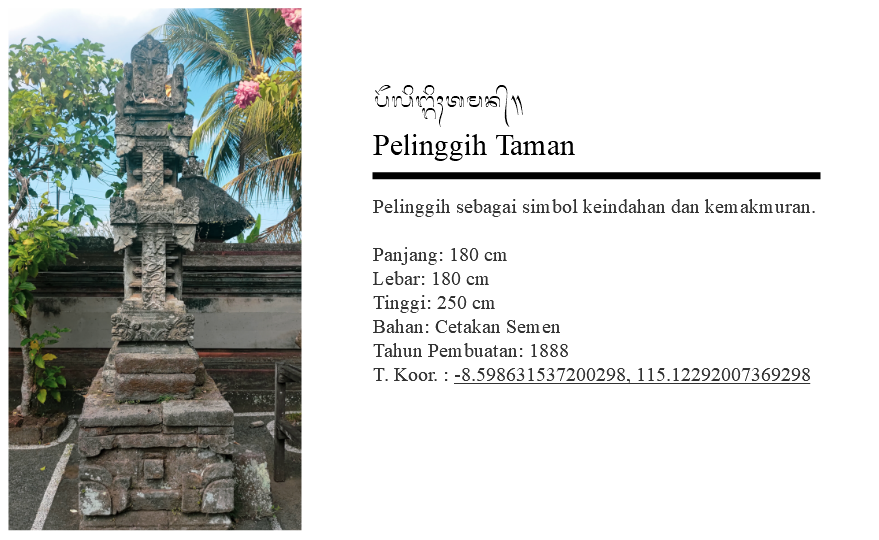 ᬧᭂᬮᬶᬗ᭄ᬕᬶᬄᬢᬫᬦ᭄᭟
Pelinggih Taman
Pelinggih sebagai simbol keindahan dan kemakmuran.
Panjang: 180 cm
Lebar: 180 cm
Tinggi: 250 cm
Bahan: Cetakan Semen
Tahun Pembuatan: 1888
T. Koor. : -8.598631537200298, 115.12292007369298